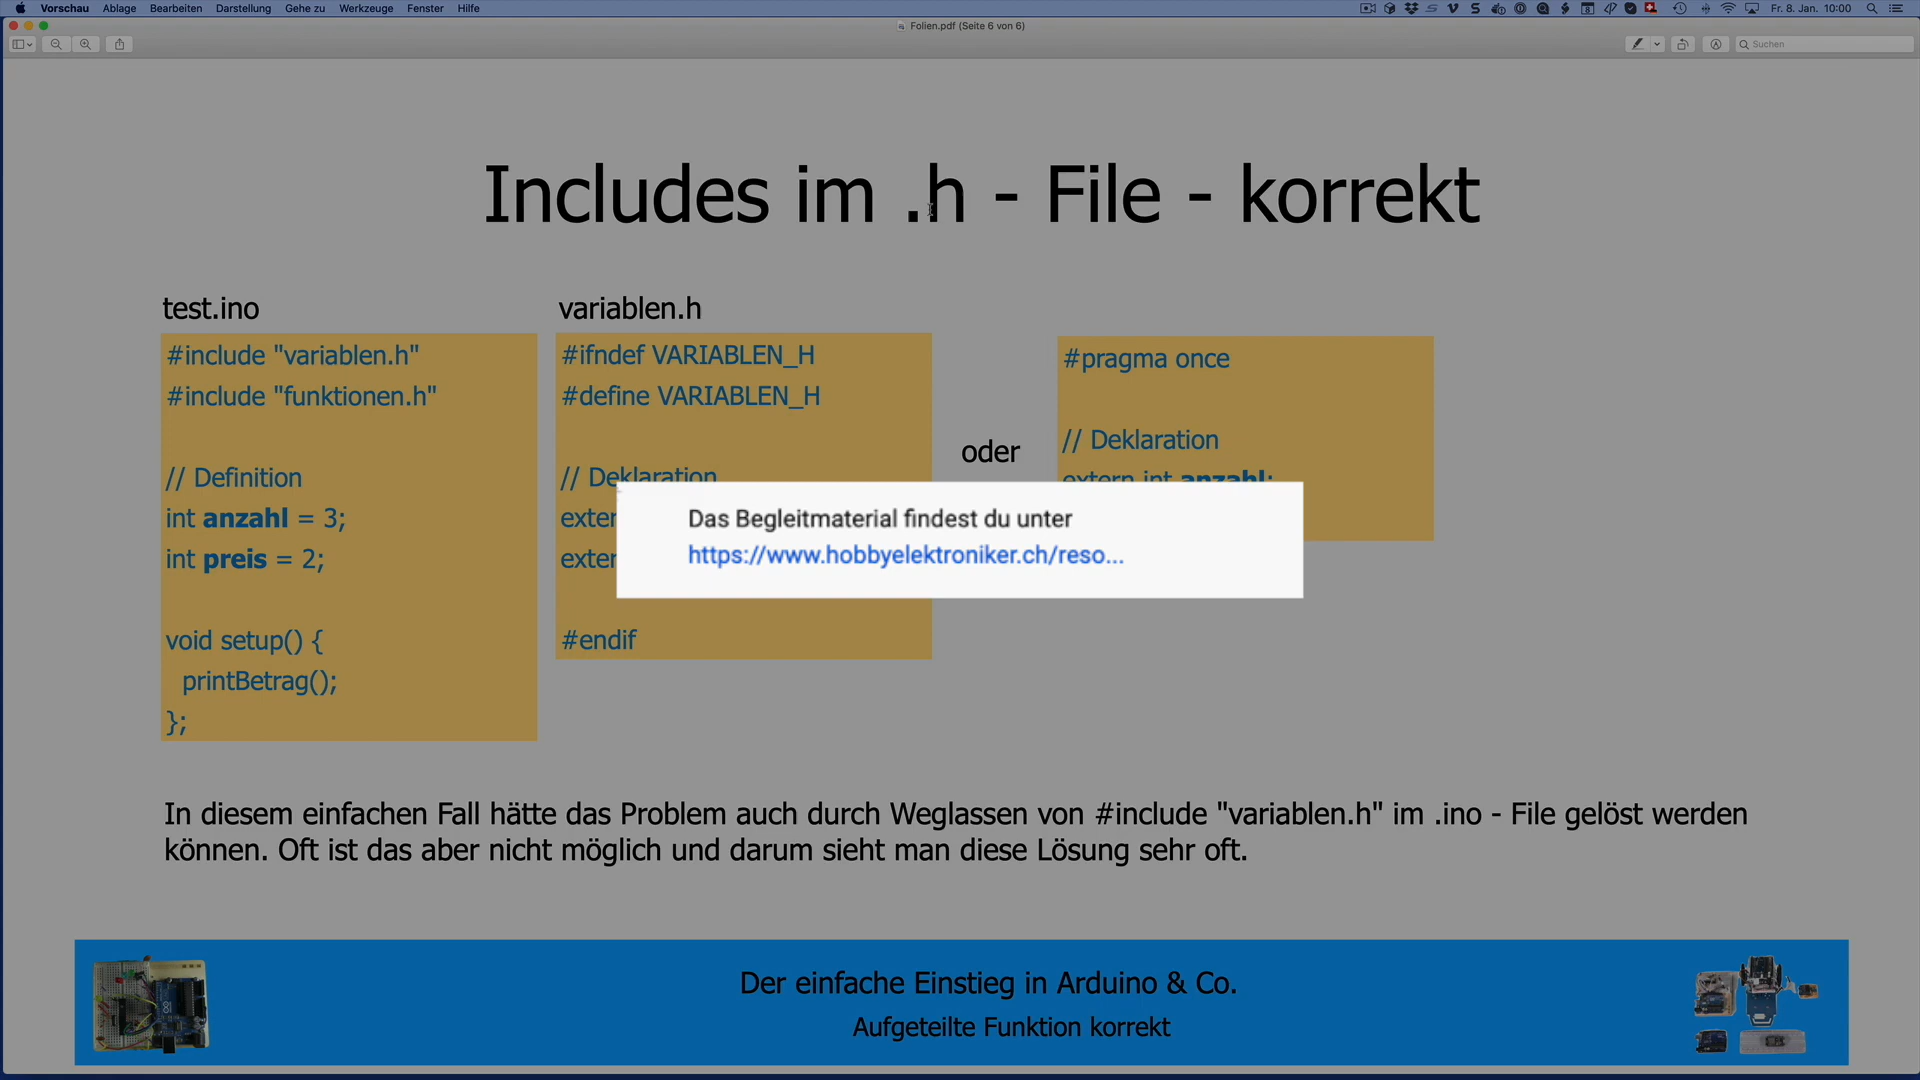 Vorschau Ablage Bearbeiten Darstellung Gehe zu Werkzeuge Fenster Hilfe
Fr. 8. Jan. 10:00
Folien.pdf (Seite 6 von 6)
Suchen
Includes im .h - File - korrekt
test.ino
#include "variablen.h"
#include "funktionen.h"
// Definition
int anzahl = 3;
int preis = 2;
void setup() {
printBetrag();
};
variablen.h
#ifndef VARIABLEN_H
#define VARIABLEN_H
// Deklaration
exter
exter
#endif
oder
#pragma once
// Deklaration
extern int anzahl;
Das Begleitmaterial findest du unter
https://www.hobbyelektroniker.ch/reso...
In diesem einfachen Fall hätte das Problem auch durch Weglassen von #include "variablen.h" im .ino - File gelöst werden
können. Oft ist das aber nicht möglich und darum sieht man diese Lösung sehr oft.
Der einfache Einstieg in Arduino & Co.
Aufgeteilte Funktion korrekt